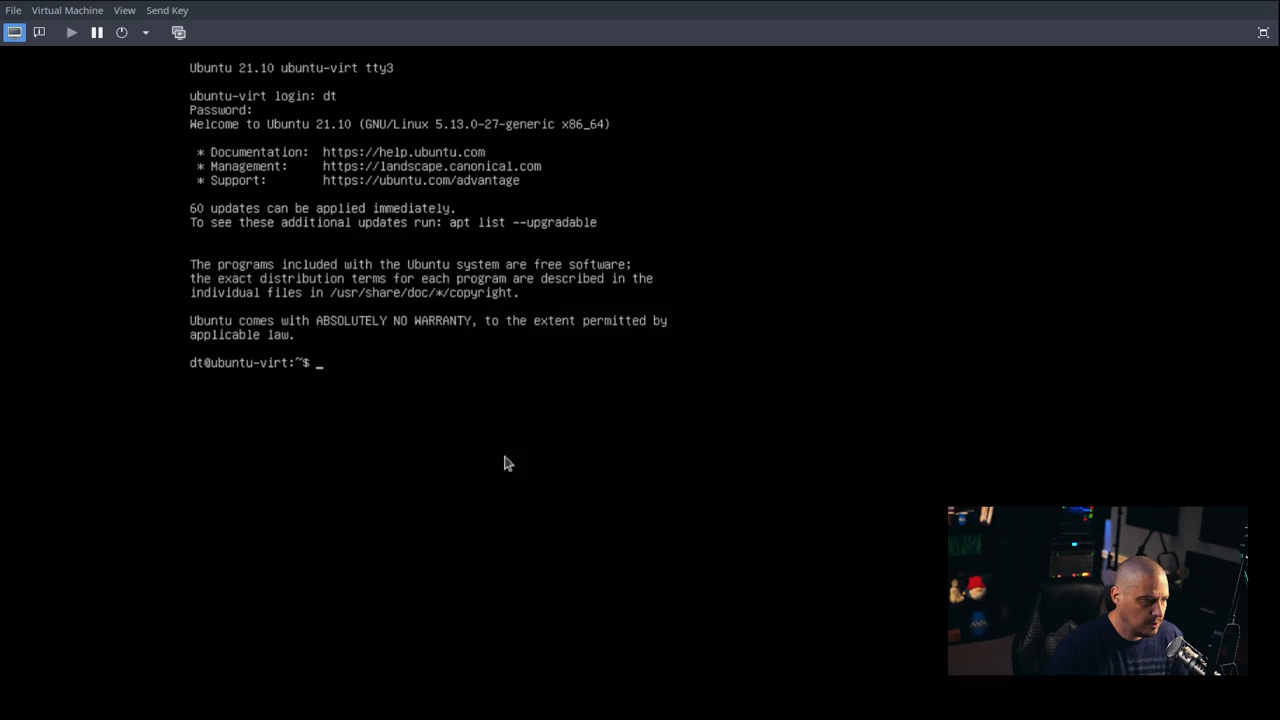 File Virtual Machine View Send Key
Ubuntu 21.10 ubuntu-virt tty3
ubuntu-virt login: dt
Password:
Welcome to Ubuntu 21.10 (GNU/Linux 5.13.0-27-generic x86_64)
* Documentation: https://help.ubuntu.com
* Management: https://landscape.canonical.com
* Support: https://ubuntu.com/advantage
60 updates can be applied immediately.
To see these additional updates run: apt list --upgradable
The programs included with the Ubuntu system are free software;
the exact distribution terms for each program are described in the
individual files in /usr/share/doc/*/copyright.
Ubuntu comes with ABSOLUTELY NO WARRANTY, to the extent permitted by
applicable law.
dt@ubuntu-virt:~$ _